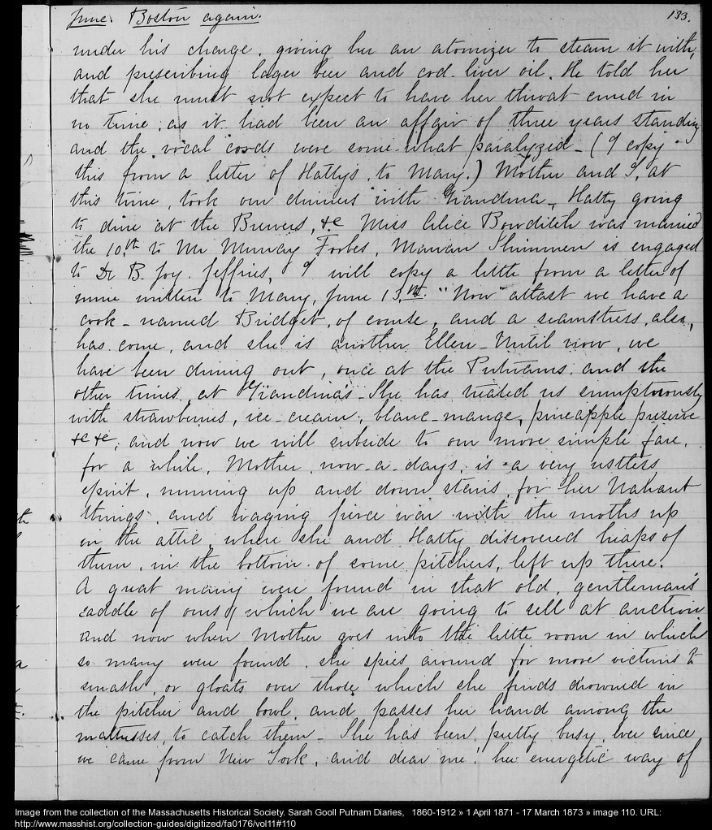 June. Boston again.
133.
under his charge, giving her an atomizer to steam it with,
and prescribing lager beer and cod-liver oil. He told her
that she must not expect to have her throat cured in
no time, as it had been an affair of three years standing
and the vocal cords were some-what paralyzed - (I copy
this from a letter of Hattys to Mary.) Mother and I, at
this time, took our dinners with Grandma, Hatty going
to dine at the Brewers, &c Miss Alice Bowditch was married
the 10th to Mr Murray Forbes, Marian Shimmen is engaged
to Dr B. Joy Jeffries, I will copy a little from a letter of
mine written to Mary, June 13th. "Now atlast we have a
cook - named Bridget, of course, and a seamstress, also,
has come, and she is another Ellen - Until now, we
have been dining out, once at the Putnams, and the
other times, at Grandma's - She has treated us sumptuously
with strawberries, ice-cream, blanc-mange, pineapple preserve
&c &c, and now we will subside to our more simple fare,
for a while. Mother, now-a-days, is a very restless
spirit, running up and down stairs, for her Nahant
things, and waging fierce war with the moths up
in the attic, where she and Hatty discovered heaps of
them, in the bottom of some pitchers, left up there.
A great many were found in that old, gentleman's
saddle of ours, which we are going to sell at auction
and now when Mother goes into the little room in which
so many were found, she spies around for more victims to
smash, or gloats over those which she finds drowned in
the pitcher and bowl, and passes her hand among the
mattresses, to catch them - She has been pretty busy, ever since
we came from New York, and dear me, her energetic way of
Image from the collection of the Massachusetts Historical Society. Sarah Gooll Putnam Diaries, 1860-1912 » 1 April 1871 - 17 March 1873 » image 110. URL:
http://www.masshist.org/collection-guides/digitized/fa0176/vol11#110